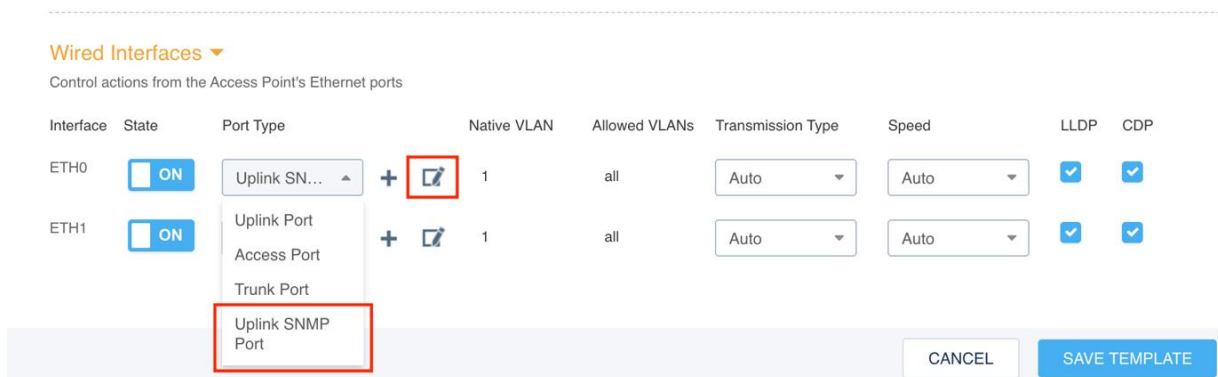 Wired Interfaces
Control actions from the Access Point's Ethernet ports
Interface State Port Type Native VLAN Allowed VLANs Transmission Type Speed LLDP CDP
ETH0 ON Uplink SN... + 1 all Auto Auto
Uplink Port
ETH1 ON + 1 all Auto Auto
Access Port
Trunk Port
Uplink SNMP
Port
CANCEL SAVE TEMPLATE